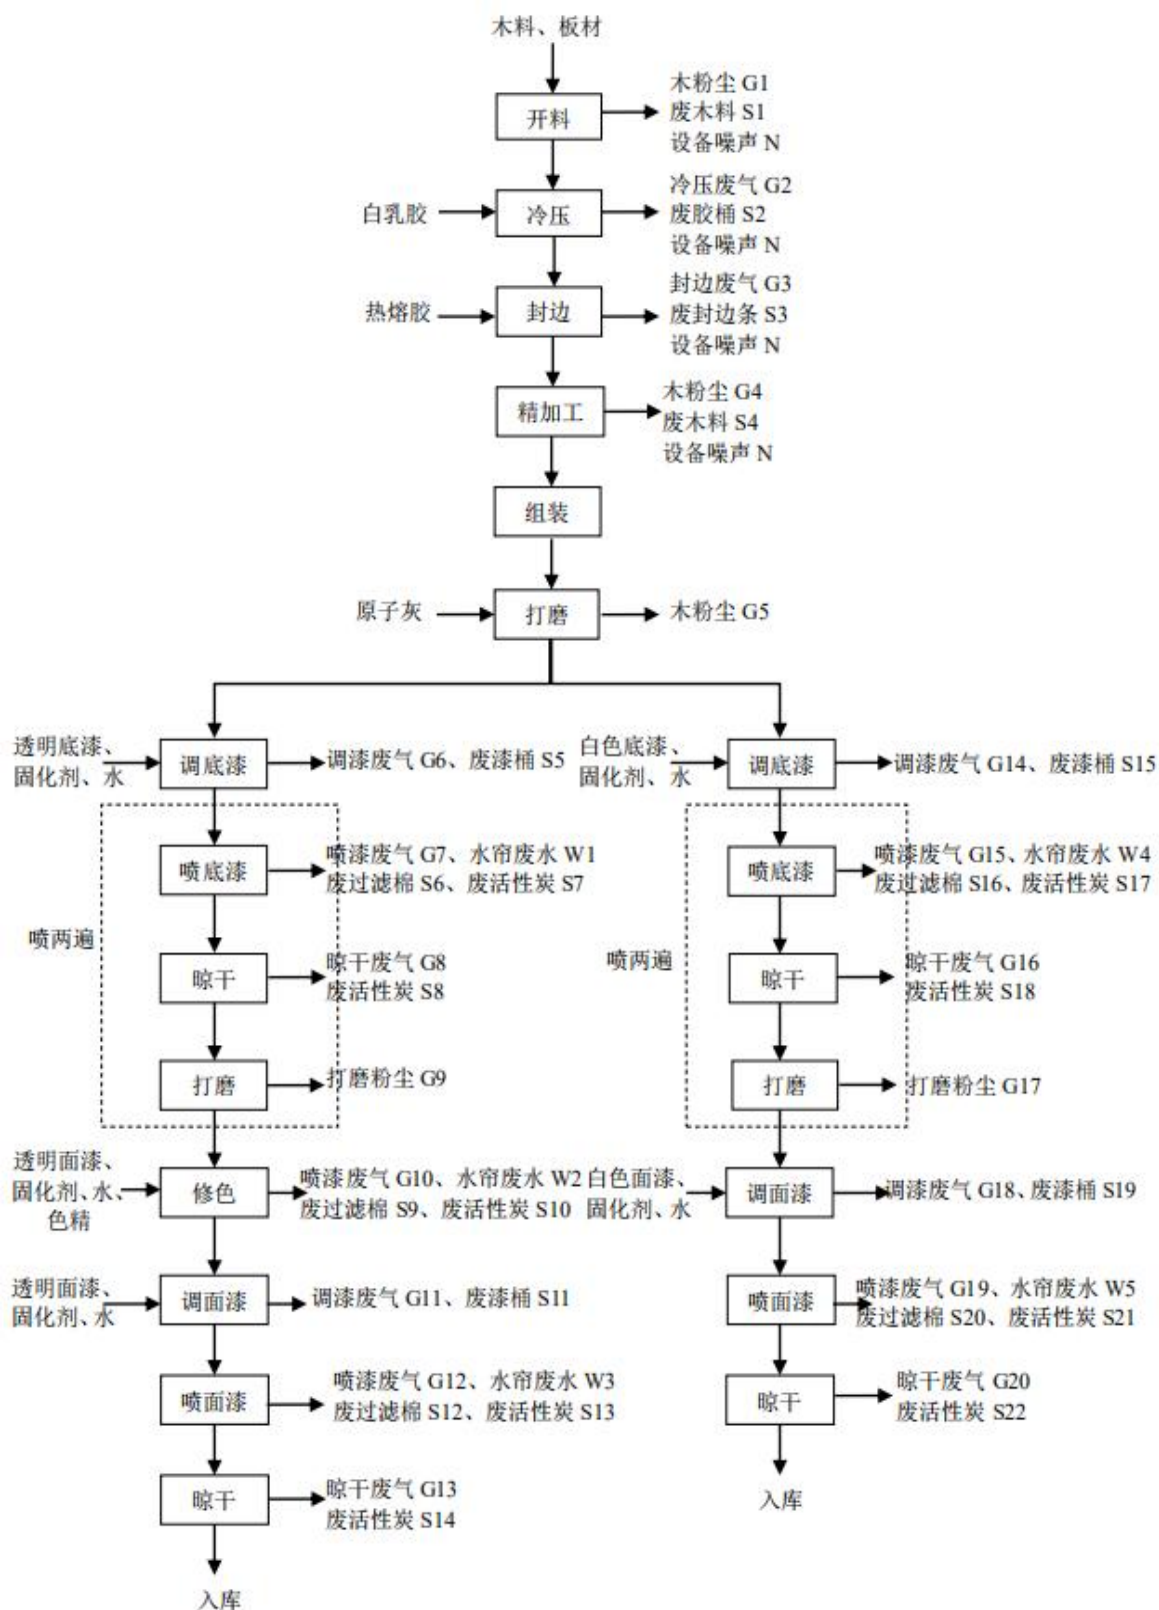 木料、板材
开料
木粉尘 G1
废木料 S1
设备噪声 N
白乳胶
冷压
冷压废气 G2
废胶桶 S2
设备噪声 N
热熔胶
封边
封边废气 G3
废封边条 S3
设备噪声 N
精加工
木粉尘 G4
废木料 S4
设备噪声 N
组装
原子灰
打磨
木粉尘 G5
透明底漆、
固化剂、水
调底漆
调漆废气 G6、废漆桶 S5
喷两遍
喷底漆
喷漆废气 G7、水帘废水 W1
废过滤棉 S6、废活性炭 S7
晾干
晾干废气 G8
废活性炭 S8
打磨
打磨粉尘 G9
透明面漆、
固化剂、水、
色精
修色
喷漆废气 G10、水帘废水 W2
废过滤棉 S9、废活性炭 S10
透明面漆、
固化剂、水
调面漆
调漆废气 G11、废漆桶 S11
喷面漆
喷漆废气 G12、水帘废水 W3
废过滤棉 S12、废活性炭 S13
晾干
晾干废气 G13
废活性炭 S14
入库
白色底漆、
固化剂、水
调底漆
调漆废气 G14、废漆桶 S15
喷两遍
喷底漆
喷漆废气 G15、水帘废水 W4
废过滤棉 S16、废活性炭 S17
晾干
晾干废气 G16
废活性炭 S18
打磨
打磨粉尘 G17
白色面漆、
固化剂、水
调面漆
调漆废气 G18、废漆桶 S19
喷面漆
喷漆废气 G19、水帘废水 W5
废过滤棉 S20、废活性炭 S21
晾干
晾干废气 G20
废活性炭 S22
入库